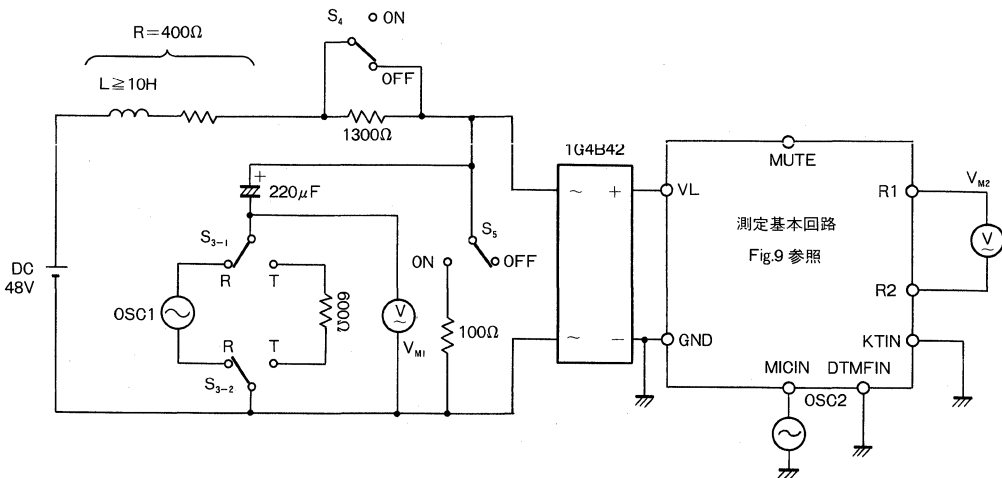 S4
ON
R=400Ω
OFF
L≧10H
1300Ω
1G4B42
MUTE
+
220μF
~
+
VL
R1
VM2
S3-1
S5
測定基本回路
V
ON
OFF
Fig.9 参照
DC
48V
R
T
OSC1
600Ω
V
R2
100Ω
VM1
R
T
~
−
GND
KTIN
S3-2
MICIN
DTMFIN
OSC2